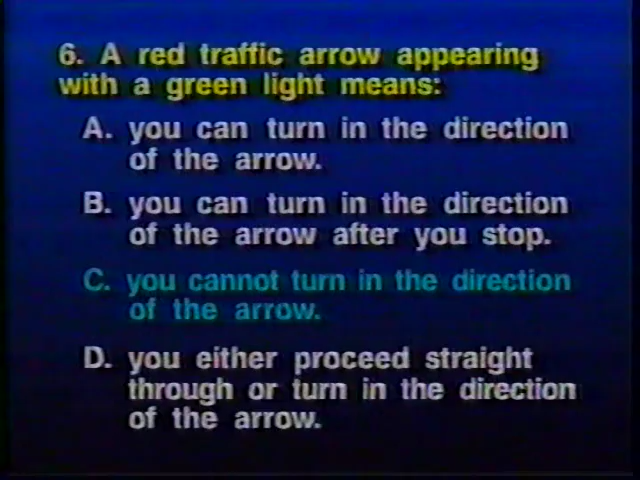 6. A red traffic arrow appearing
with a green light means:
A. you can turn in the direction
of the arrow.
B. you can turn in the direction
of the arrow after you stop.
C. you cannot turn in the direction
of the arrow.
D. you either proceed straight
through or turn in the direction
of the arrow.